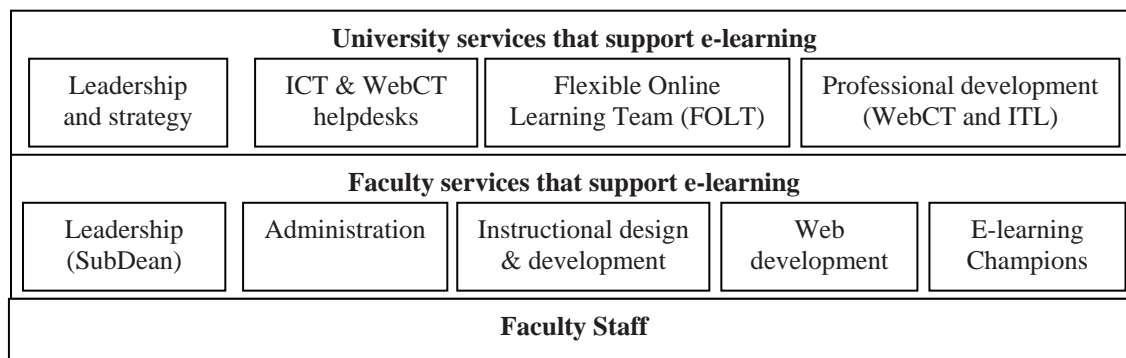 University services that support e-learning
Leadership
and strategy
ICT & WebCT
helpdesks
Flexible Online
Learning Team (FOLT)
Professional development
(WebCT and ITL)
Faculty services that support e-learning
Leadership
(SubDean)
Administration
Instructional design
& development
Web
development
E-learning
Champions
Faculty Staff